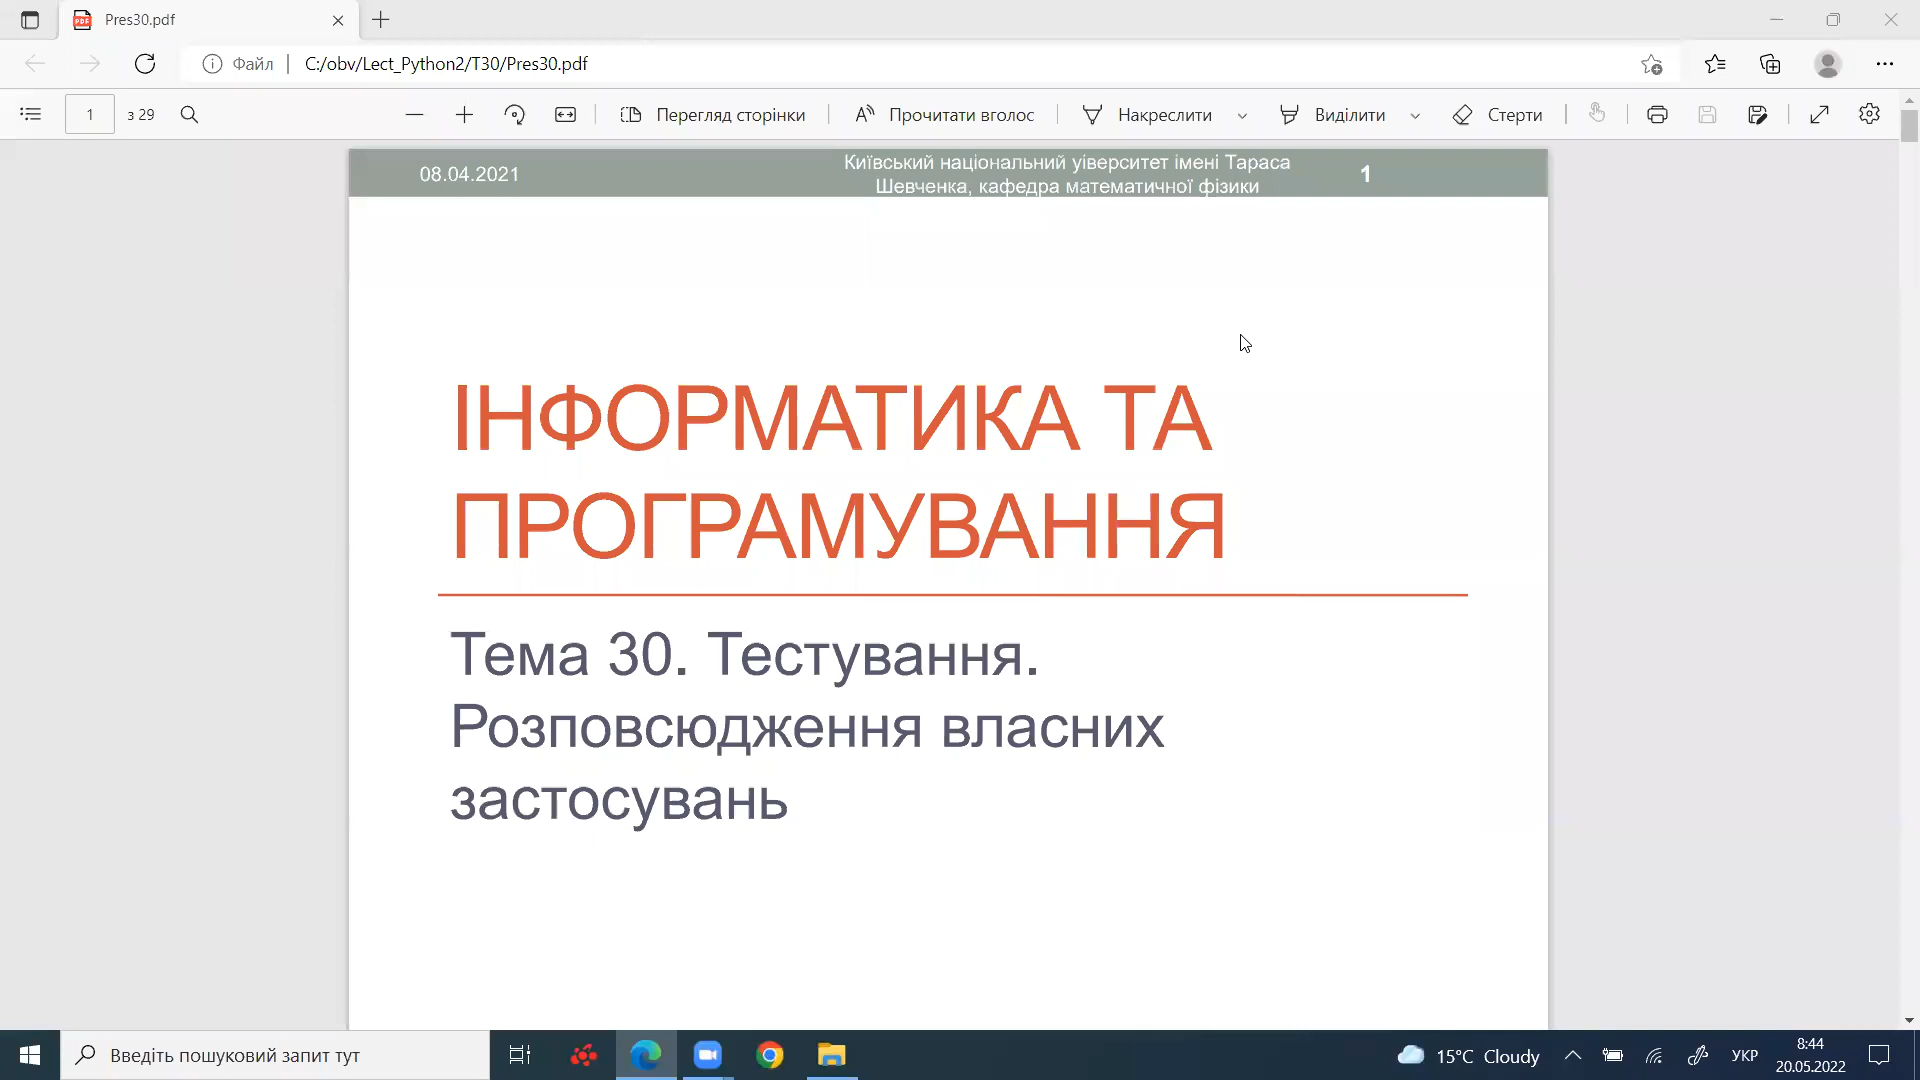 Pres30.pdf
Файл
C:/obv/Lect_Python2/T30/Pres30.pdf
1 з 29
Перегляд сторінки
Прочитати вголос
Накреслити
Виділити
Стерти
08.04.2021
Київський національний уіверситет імені Тараса
Шевченка, кафедра математичної фізики
1
ІНФОРМАТИКА ТА
ПРОГРАМУВАННЯ
Тема 30. Тестування.
Розповсюдження власних
застосувань
Введіть пошуковий запит тут
15°C Cloudy
УКР
8:44
20.05.2022